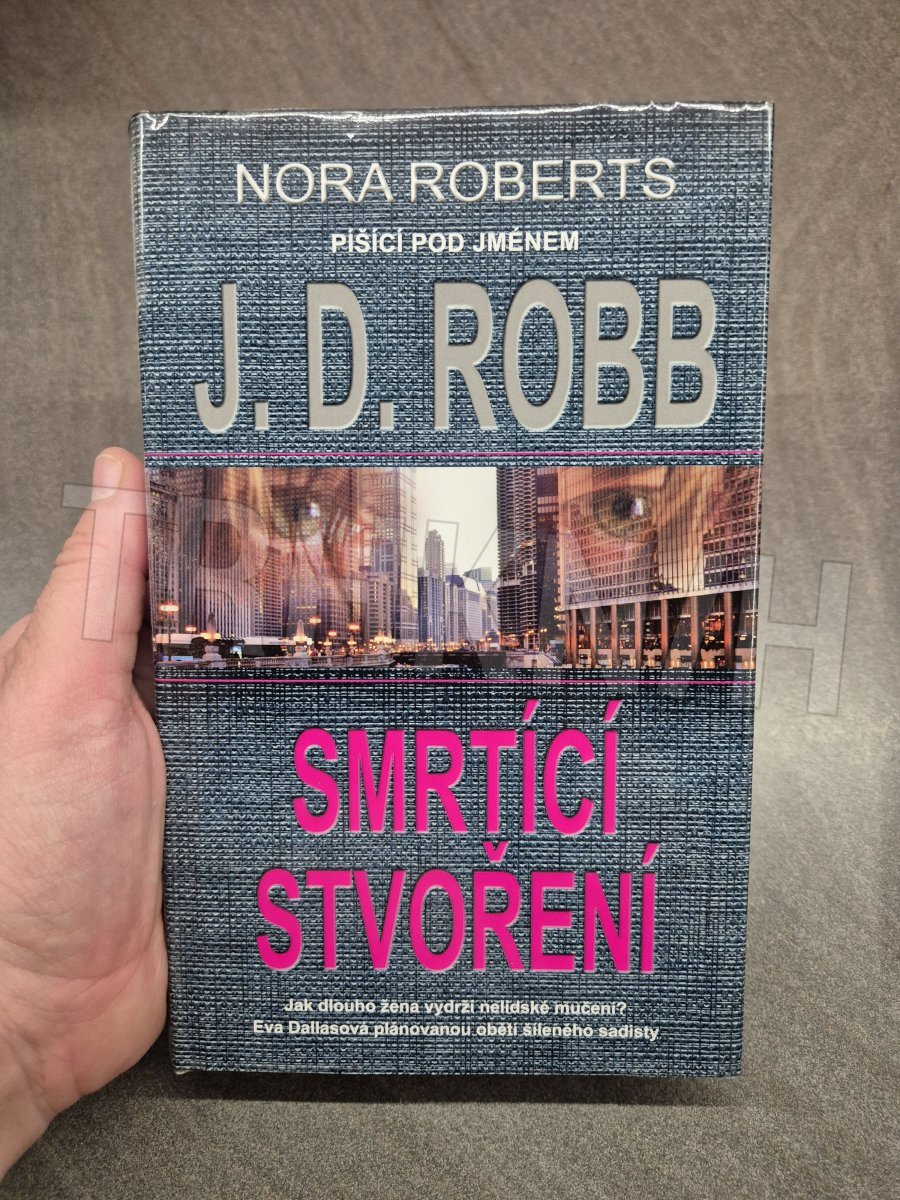 NORA ROBERTS
PÍŠÍCÍ POD JMÉNEM
J. D. ROBB
SMRTÍCÍ
STVOŘENÍ
Jak dlouho žena vydrží nelidské mučení?
Eva Dallasová plánovanou obětí šíleného sadisty